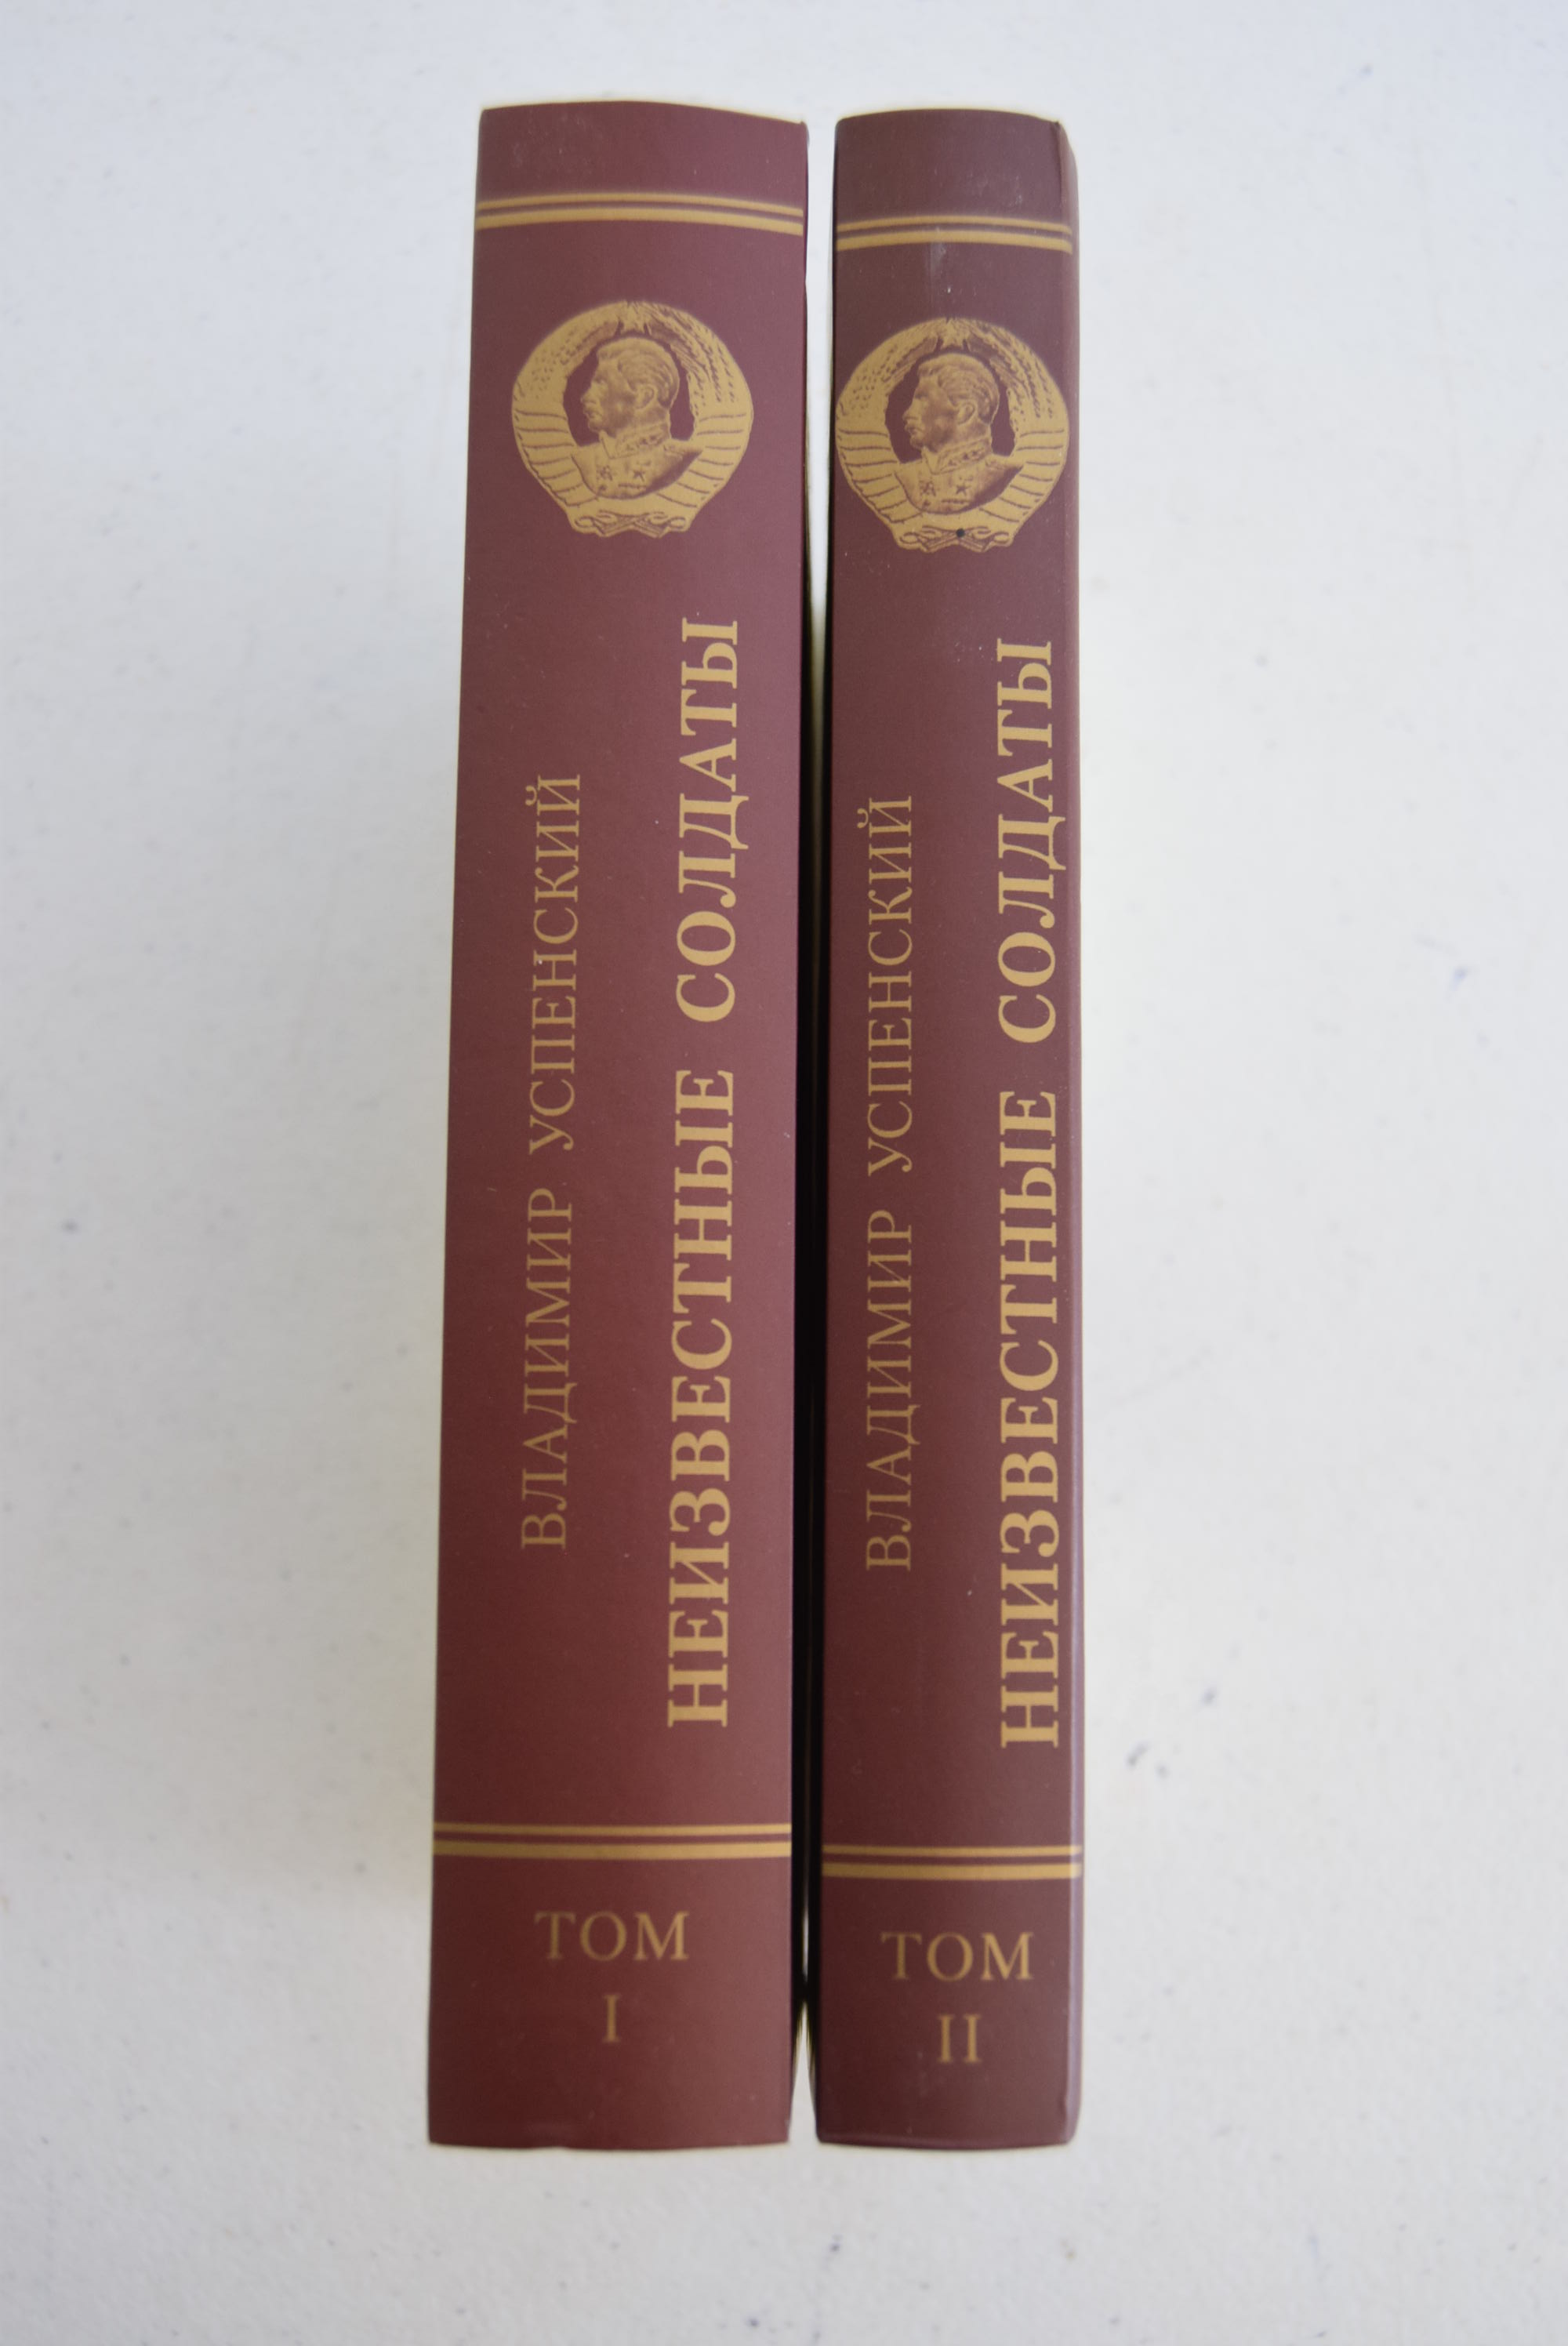 ВЛАДИМИР УСПЕНСКИЙ
НЕИЗВЕСТНЫЕ СОЛДАТЫ
ТОМ
I
ВЛАДИМИР УСПЕНСКИЙ
НЕИЗВЕСТНЫЕ СОЛДАТЫ
ТОМ
II